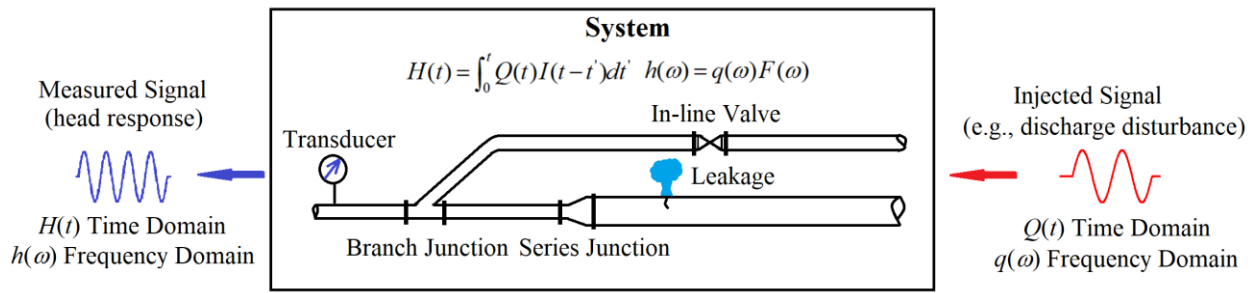 System
H(t) = ∫₀ᵗ Q(t)I(t−t')dt' h(ω) = q(ω)F(ω)
Measured Signal
(head response)
H(t) Time Domain
h(ω) Frequency Domain
Transducer
In-line Valve
Leakage
Branch Junction Series Junction
Injected Signal
(e.g., discharge disturbance)
Q(t) Time Domain
q(ω) Frequency Domain